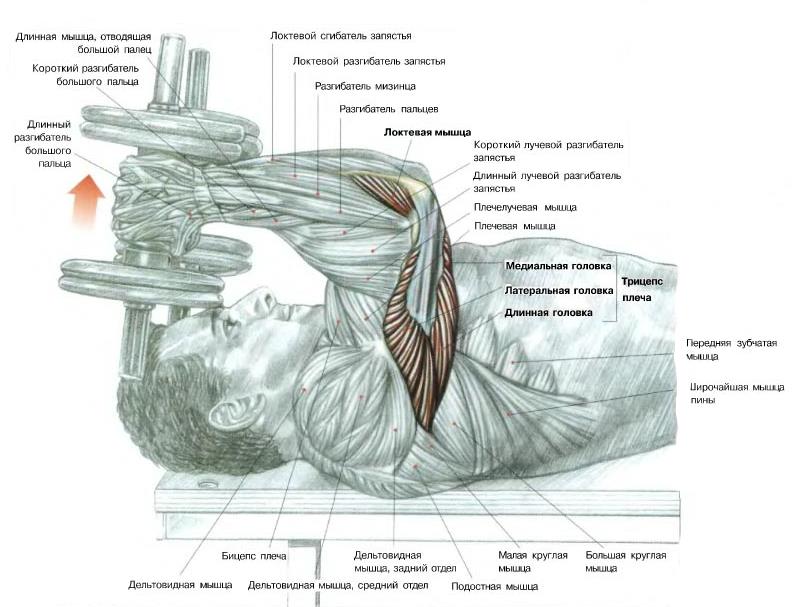 Длинная мышца, отводящая
большой палец
Короткий разгибатель
большого пальца
Длинный
разгибатель
большого
пальца
Локтевой сгибатель запястья
Локтевой разгибатель запястья
Разгибатель мизинца
Разгибатель пальцев
Локтевая мышца
Короткий лучевой разгибатель
запястья
Длинный лучевой разгибатель
запястья
Плечелучевая мышца
Плечевая мышца
Медиальная головка
Латеральная головка
Длинная головка
Трицепс
плеча
Передняя зубчатая
мышца
Широчайшая мышца
пины
Бицепс плеча
Дельтовидная
мышца, задний отдел
Малая круглая
мышца
Большая круглая
мышца
Дельтовидная мышца
Дельтовидная мышца, средний отдел
Подостная мышца